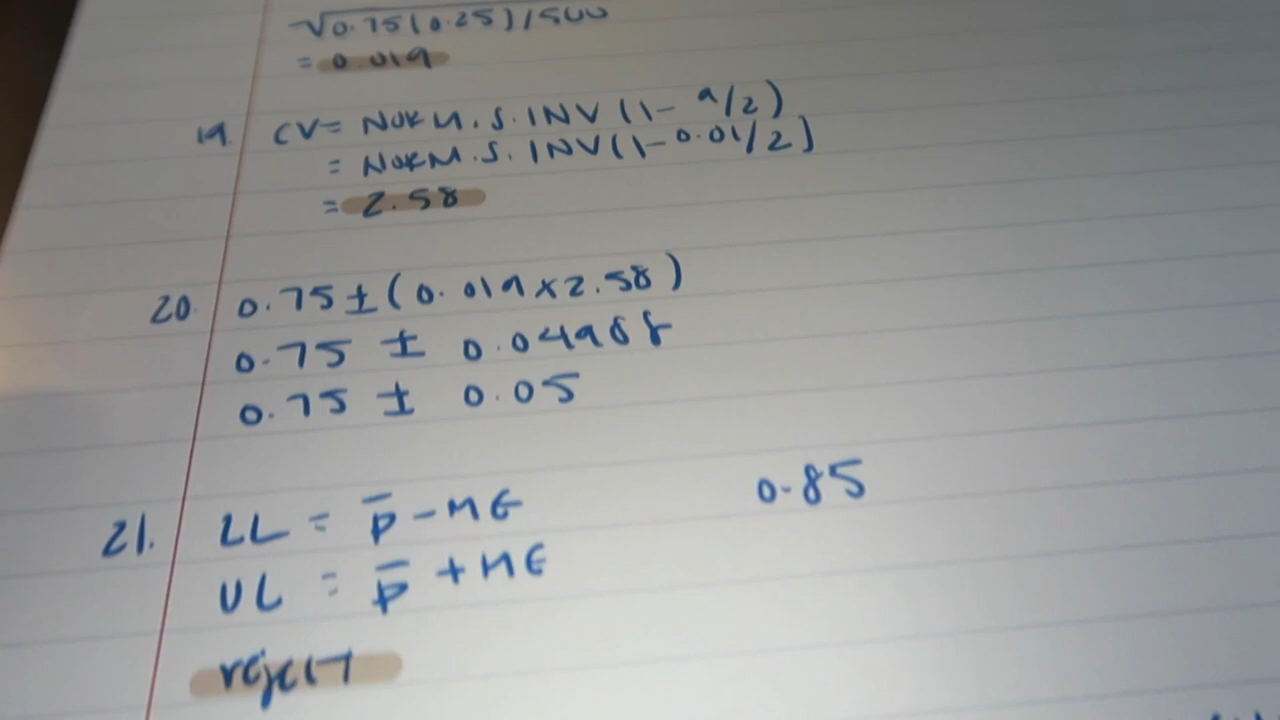 √0.75(0.25)/500
= 0.019
19. CV= NORM.S.INV(1- α/2)
= NORM.S.INV(1-0.01/2)
= 2.58
20. 0.75±(0.019×2.58)
0.75 ± 0.04988
0.75 ± 0.05
21. LL = p̅ -ME 0.85
UL = p̅ +ME
reject